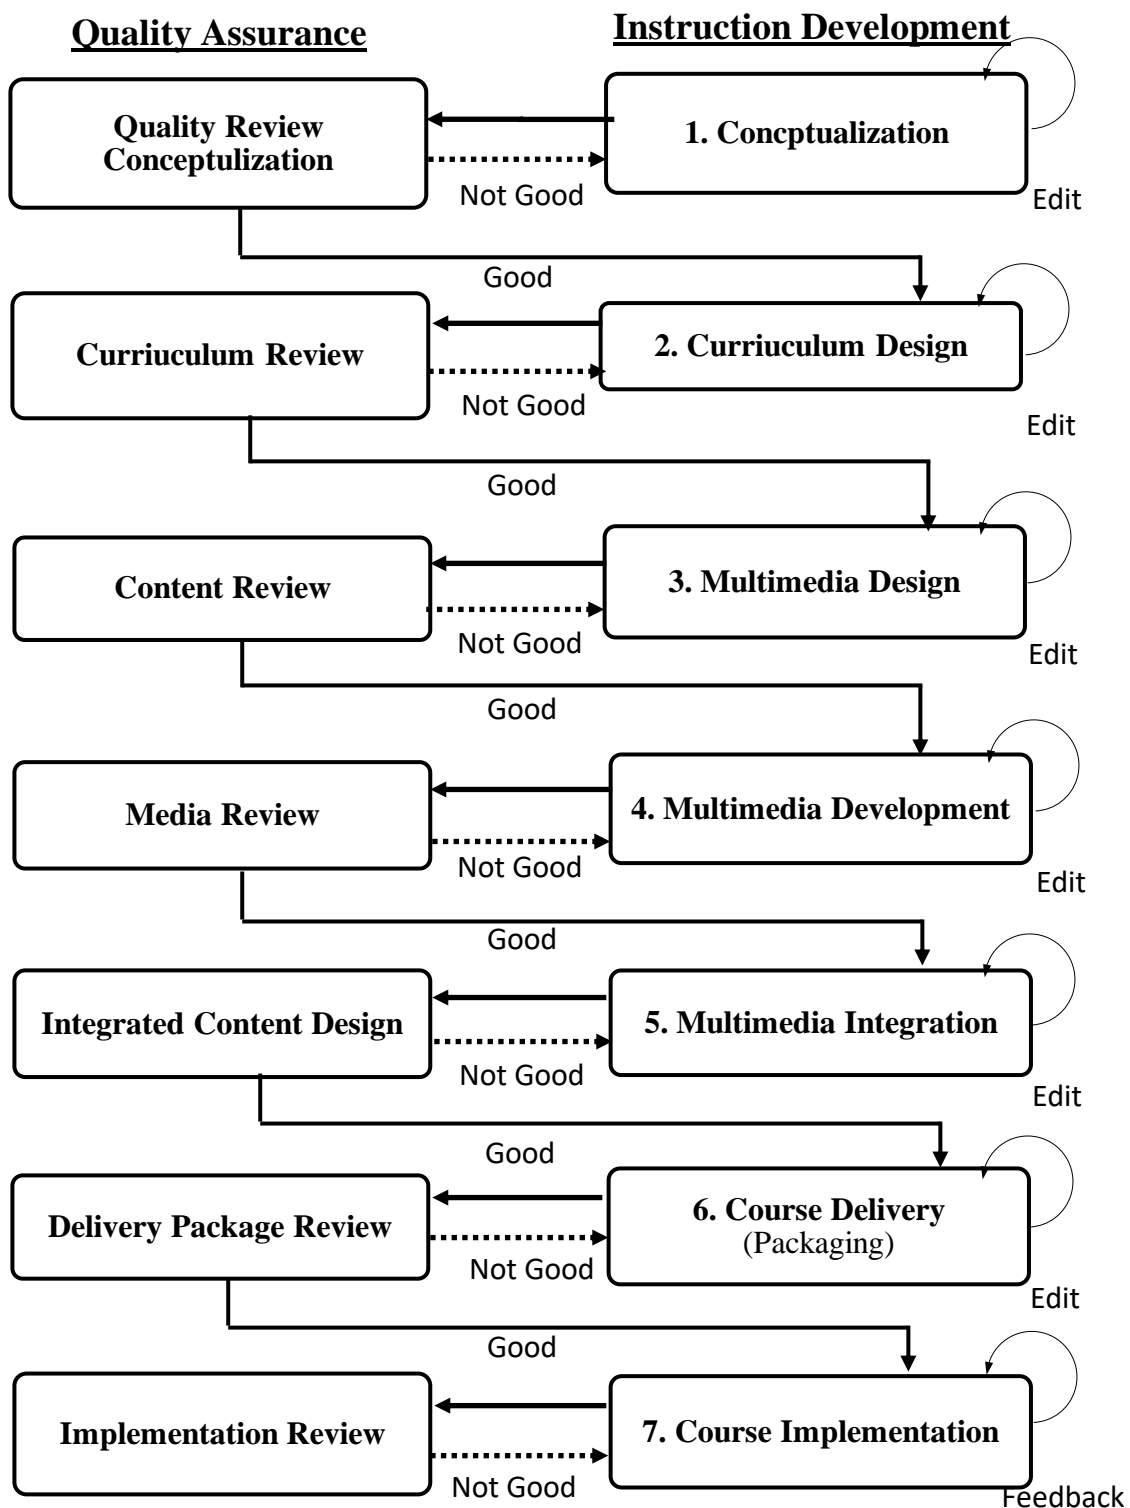 Quality Assurance
Instruction Development
Quality Review
Conceptulization
1. Concptualization
Not Good
Edit
Good
Curriuculum Review
2. Curriuculum Design
Not Good
Edit
Good
Content Review
3. Multimedia Design
Not Good
Edit
Good
Media Review
4. Multimedia Development
Not Good
Edit
Good
Integrated Content Design
5. Multimedia Integration
Not Good
Edit
Good
Delivery Package Review
6. Course Delivery
(Packaging)
Not Good
Edit
Good
Implementation Review
7. Course Implementation
Not Good
Feedback